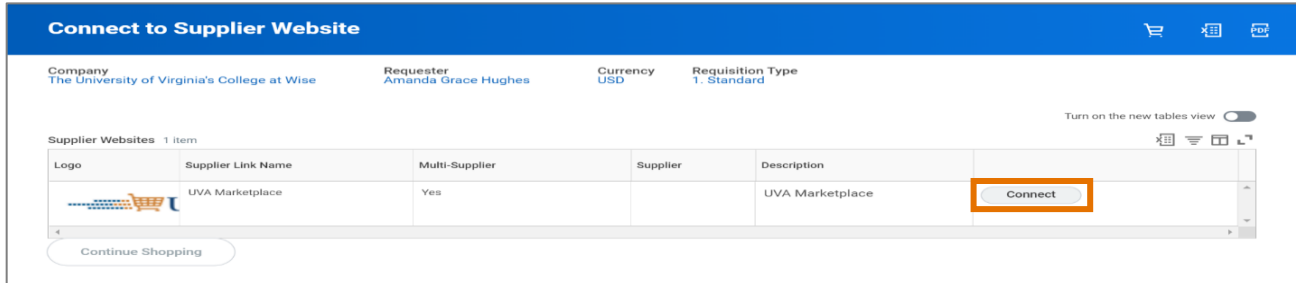 Connect to Supplier Website
PDF
Company Requester Currency Requisition Type
The University of Virginia's College at Wise Amanda Grace Hughes USD 1. Standard
Turn on the new tables view
Supplier Websites 1 item
Logo Supplier Link Name Multi-Supplier Supplier Description
U UVA Marketplace Yes UVA Marketplace Connect
Continue Shopping